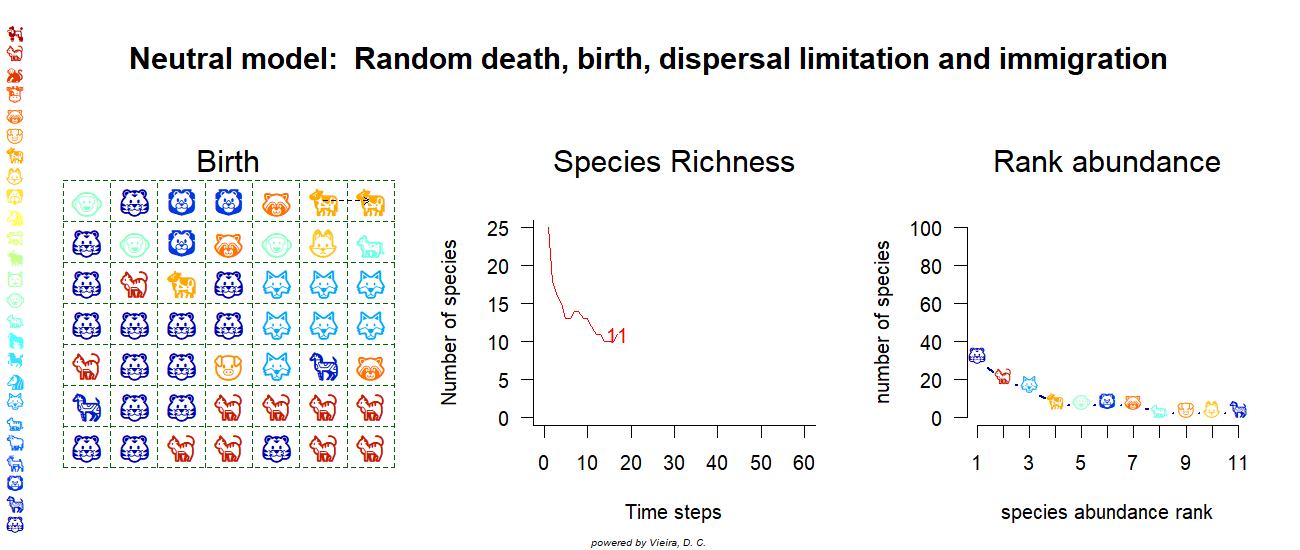 Neutral model:  Random death, birth, dispersal limitation and immigration
Birth
Species Richness
Number of species
25
20
15
10
5
0
11
0 10 20 30 40 50 60
Time steps
Rank abundance
number of species
100
80
60
40
20
0
1 3 5 7 9 11
species abundance rank
powered by Vieira, D. C.